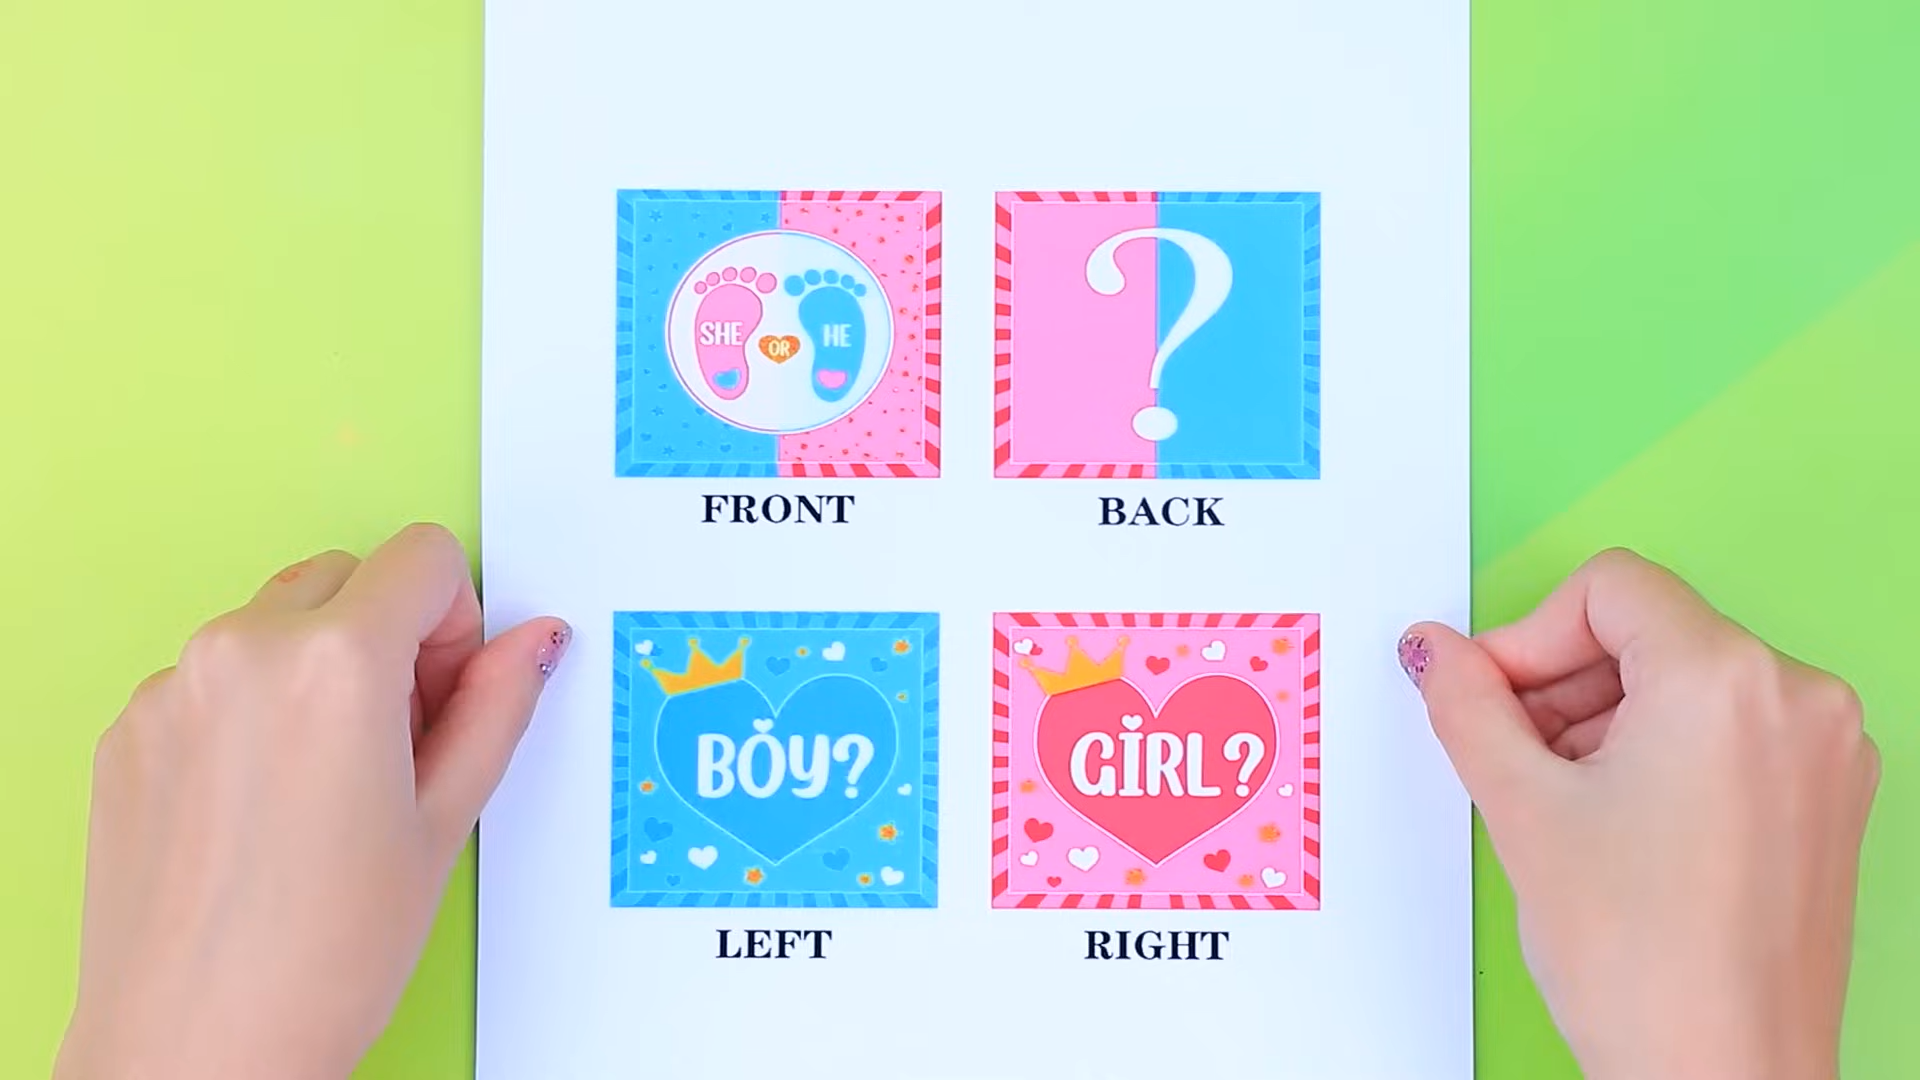 SHE OR HE
?
FRONT
BACK
BOY?
GIRL?
LEFT
RIGHT